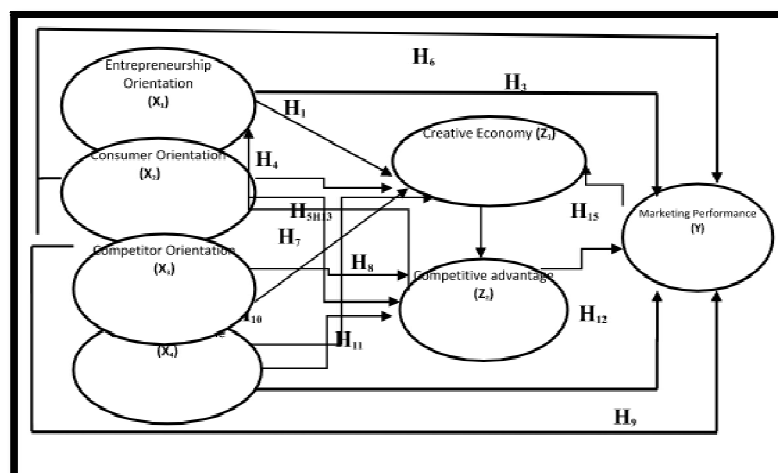 H₆
Entrepreneurship
Orientation
(X₁)
H₂
H₁
Creative Economy (Z₁)
Consumer Orientation
(X₂)
H₄
H₅H₁₃
H₁₅
Marketing Performance
(Y)
H₇
Competitor Orientation
(X₃)
H₈
Competitive advantage
(Z₂)
₁₀
H₁₂
H₁₁
(X₄)
H₉